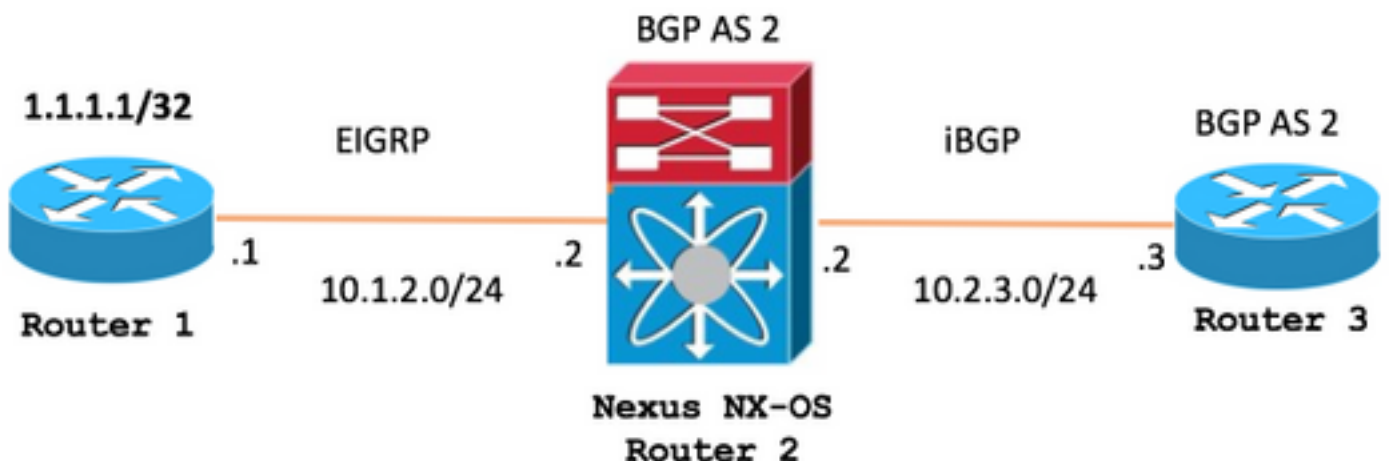 BGP AS 2
1.1.1.1/32
EIGRP
iBGP
BGP AS 2
.1
10.1.2.0/24
.2
.2
10.2.3.0/24
.3
Router 1
Nexus NX-OS
Router 2
Router 3